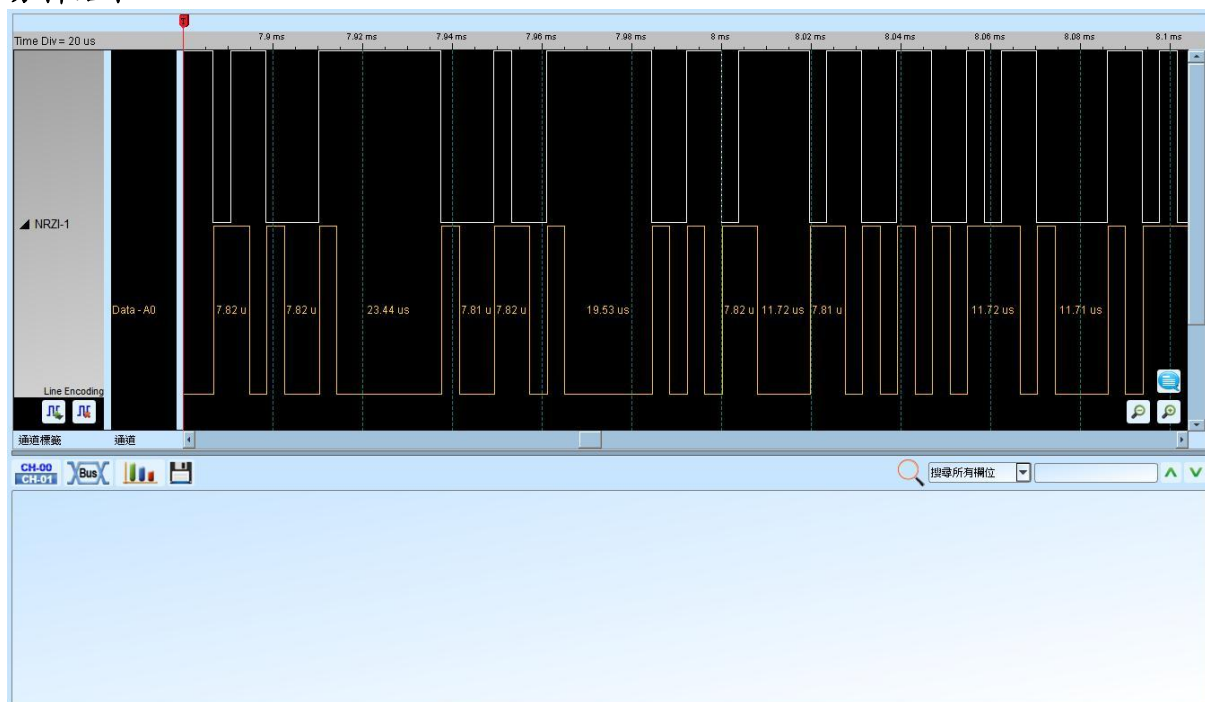 T
Time Div = 20 us
7.9 ms 7.92 ms 7.94 ms 7.96 ms 7.98 ms 8 ms 8.02 ms 8.04 ms 8.06 ms 8.08 ms 8.1 ms
NRZI-1
Data - A0
7.82 u 7.82 u 23.44 us 7.81 u 7.82 u 19.53 us 7.82 u 11.72 us 7.81 u 11.72 us 11.71 us
Line Encoding
通道標籤 通道
CH-00
CH-01
Bus
搜尋所有欄位